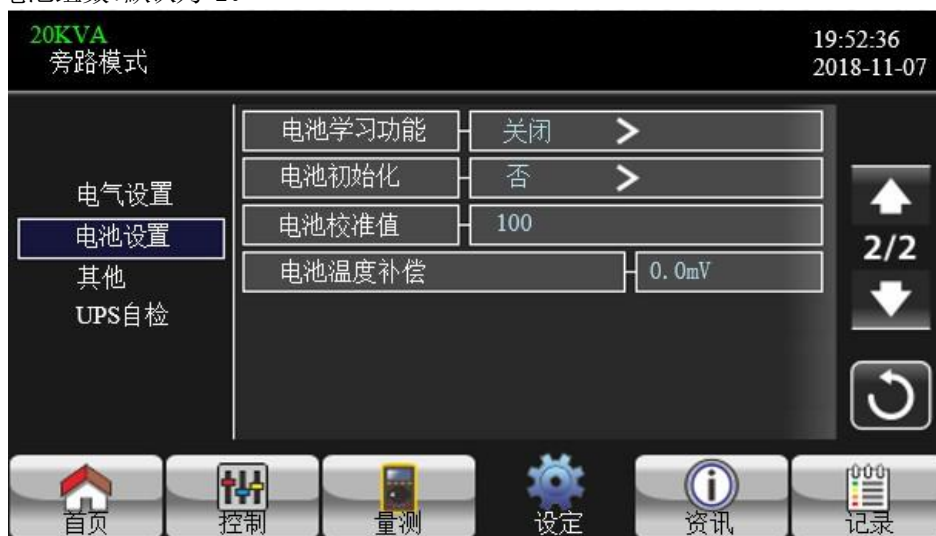 20KVA
旁路模式
19:52:36
2018-11-07
电气设置
电池设置
其他
UPS自检
电池学习功能 关闭
电池初始化 否
电池校准值 100
电池温度补偿 0.0mV
2/2
首页 控制 量测 设定 资讯 记录